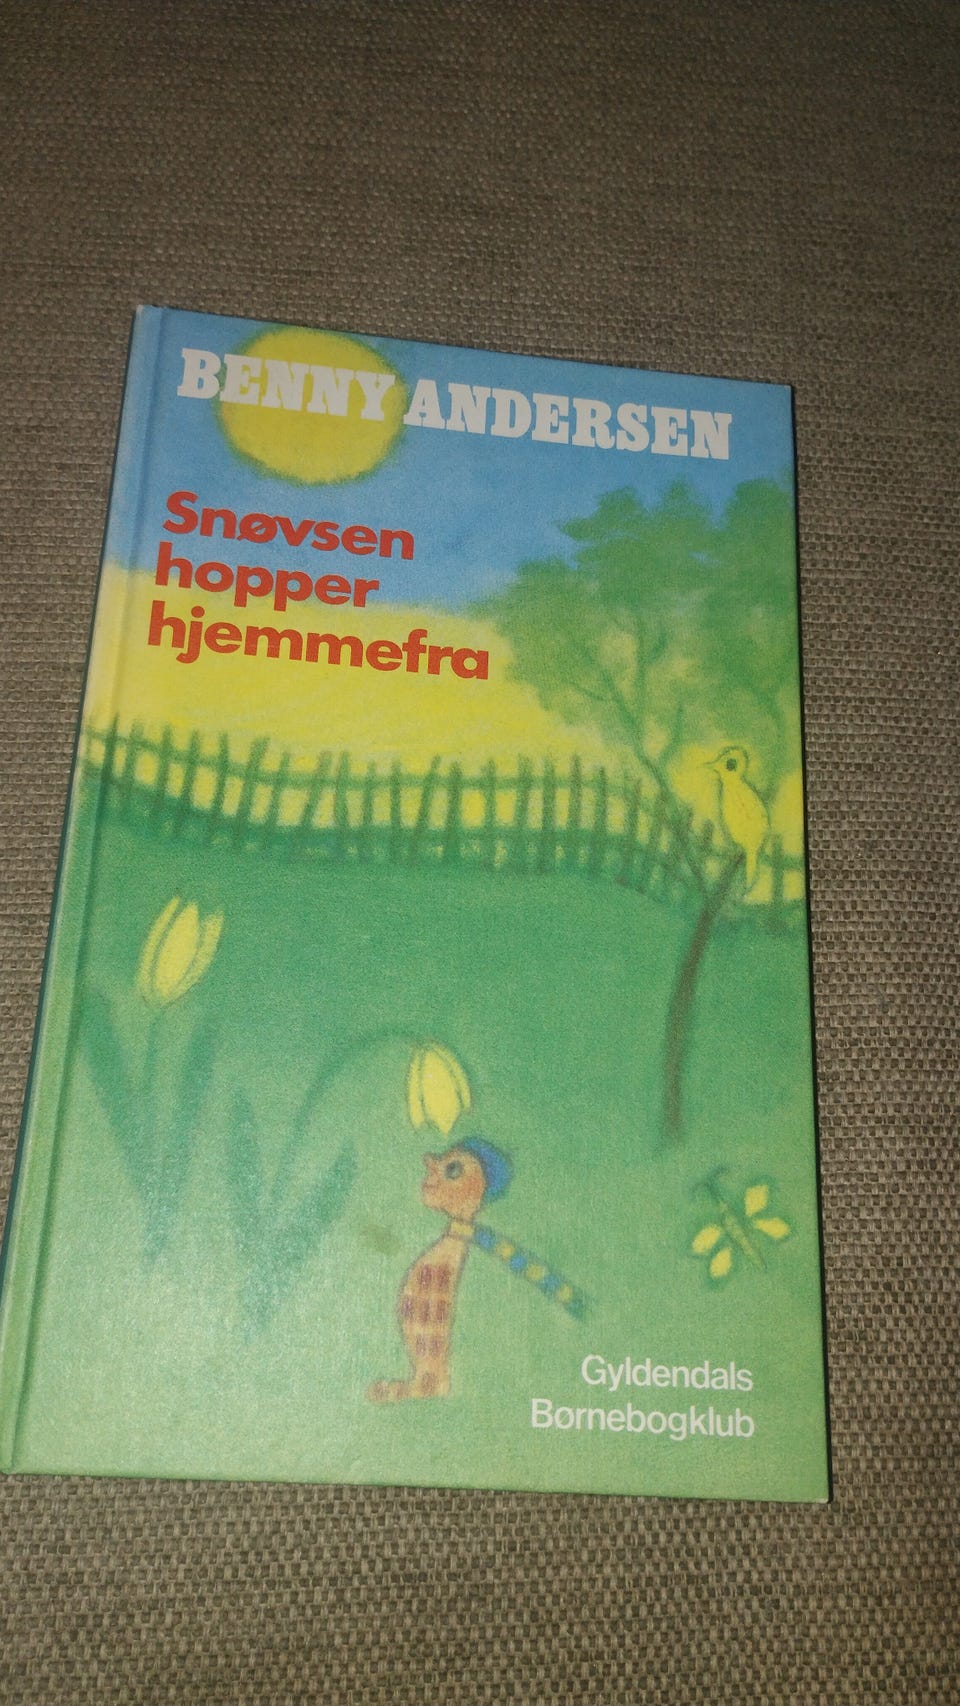 BENNY ANDERSEN
Snøvsen
hopper
hjemmefra
Gyldendals
Børnebogklub